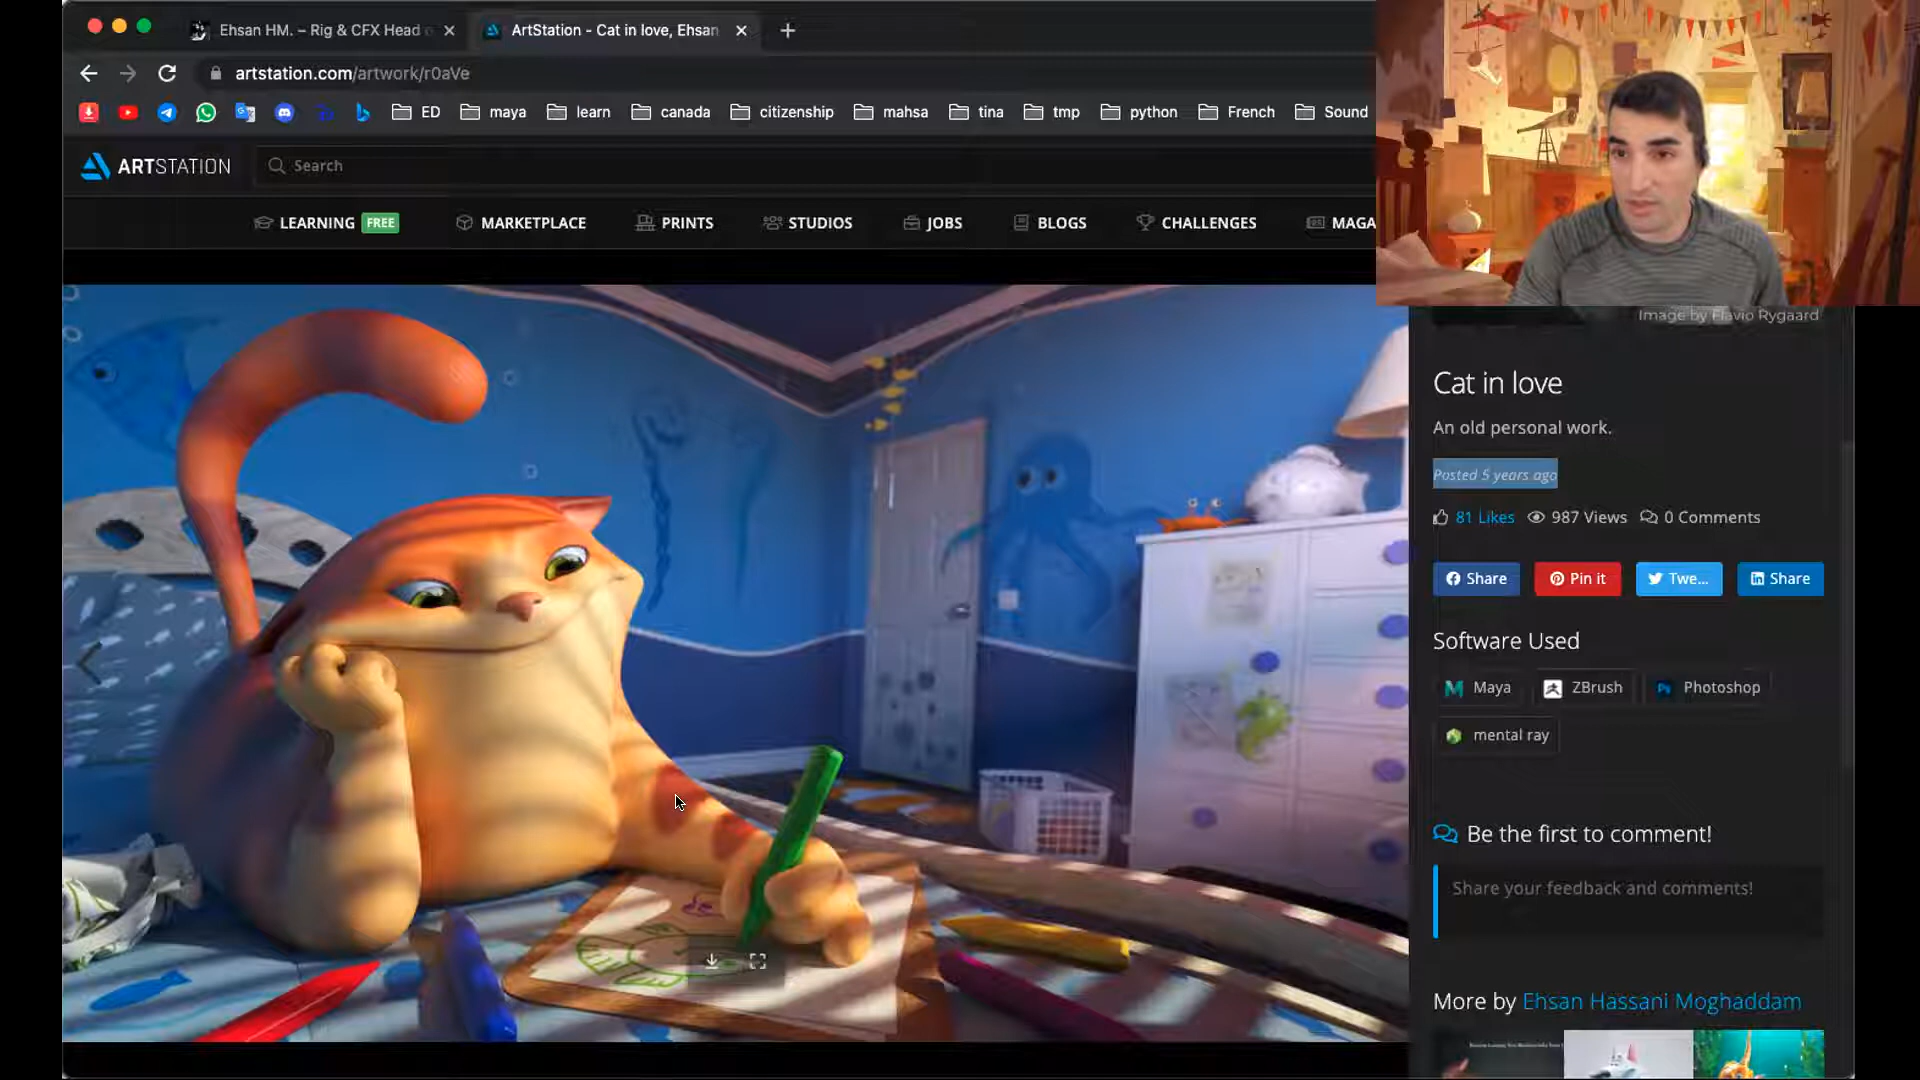 Ehsan HM. – Rig & CFX Head
ArtStation - Cat in love, Ehsan
artstation.com/artwork/r0aVe
ED maya learn canada citizenship mahsa tina tmp python French Sound
ARTSTATION Search
LEARNING FREE MARKETPLACE PRINTS STUDIOS JOBS BLOGS CHALLENGES MAGA
Image by Flavio Rygaard
Cat in love
An old personal work.
Posted 5 years ago
81 Likes 987 Views 0 Comments
Share Pin it Twe... Share
Software Used
Maya ZBrush Photoshop
mental ray
Be the first to comment!
Share your feedback and comments!
More by Ehsan Hassani Moghaddam